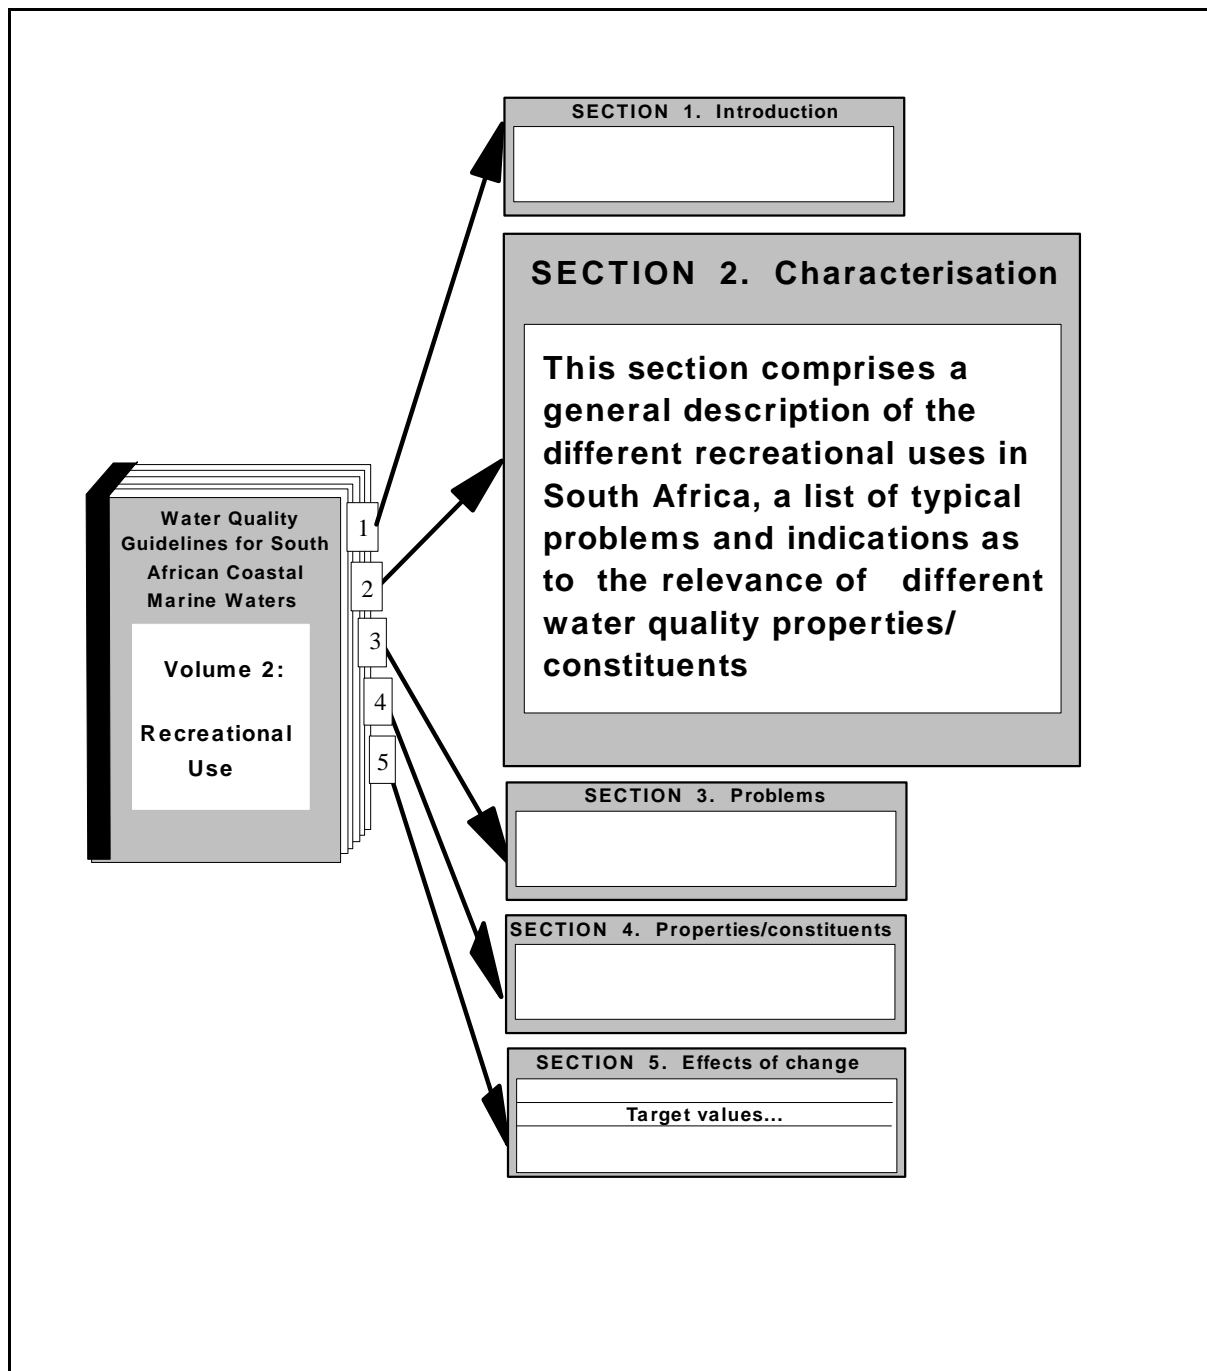 SECTION 1. Introduction
SECTION 2. Characterisation
This section comprises a
general description of the
different recreational uses in
South Africa, a list of typical
problems and indications as
to the relevance of different
water quality properties/
constituents
Water Quality
Guidelines for South
African Coastal
Marine Waters
Volume 2:
Recreational
Use
1
2
3
4
5
SECTION 3. Problems
SECTION 4. Properties/constituents
SECTION 5. Effects of change
Target values...